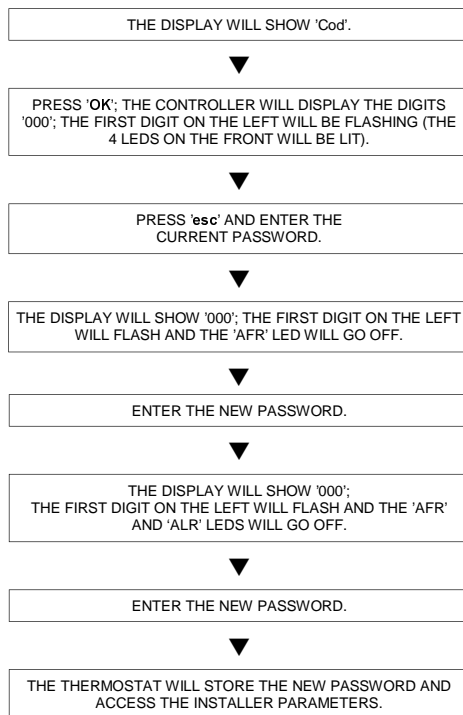 THE DISPLAY WILL SHOW 'Cod'.
PRESS 'OK'; THE CONTROLLER WILL DISPLAY THE DIGITS
'000'; THE FIRST DIGIT ON THE LEFT WILL BE FLASHING (THE
4 LEDS ON THE FRONT WILL BE LIT).
PRESS 'esc' AND ENTER THE
CURRENT PASSWORD.
THE DISPLAY WILL SHOW '000'; THE FIRST DIGIT ON THE LEFT
WILL FLASH AND THE 'AFR' LED WILL GO OFF.
ENTER THE NEW PASSWORD.
THE DISPLAY WILL SHOW '000';
THE FIRST DIGIT ON THE LEFT WILL FLASH AND THE 'AFR'
AND 'ALR' LEDS WILL GO OFF.
ENTER THE NEW PASSWORD.
THE THERMOSTAT WILL STORE THE NEW PASSWORD AND
ACCESS THE INSTALLER PARAMETERS.